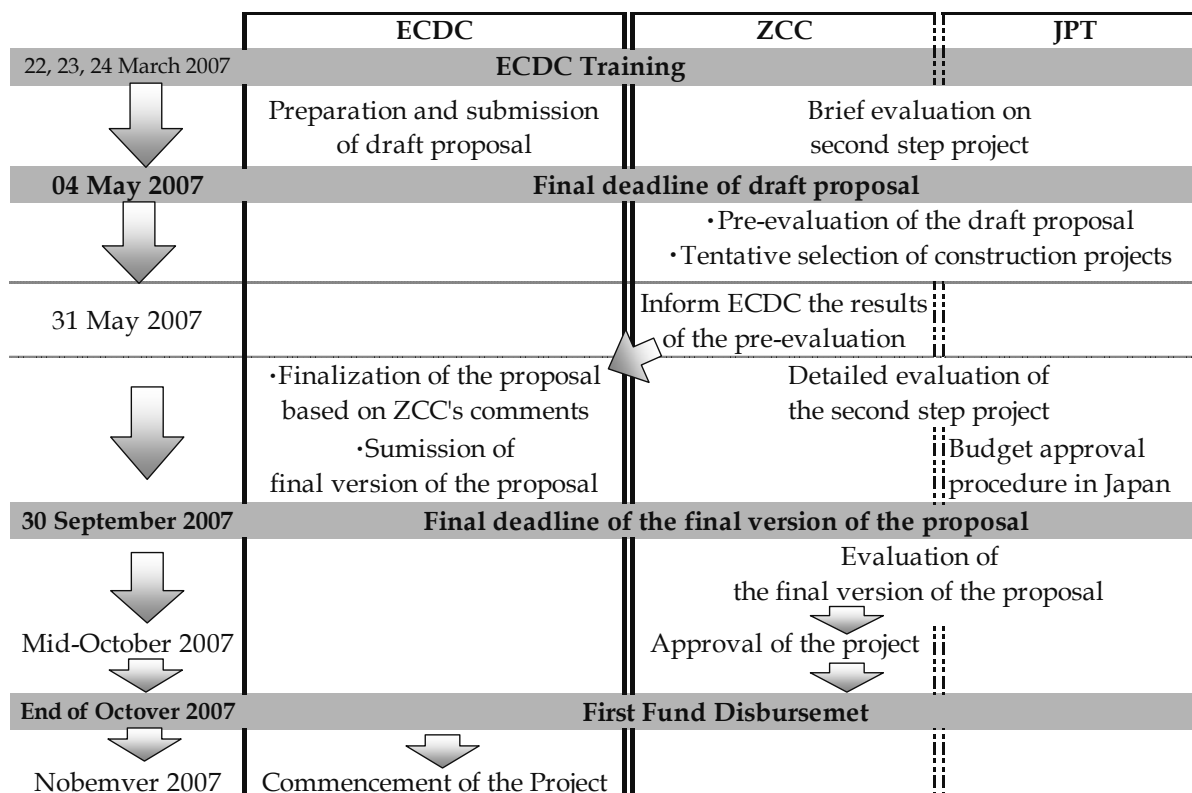 ECDC ZCC JPT
22, 23, 24 March 2007 ECDC Training
Preparation and submission
of draft proposal
Brief evaluation on
second step project
04 May 2007 Final deadline of draft proposal
・Pre-evaluation of the draft proposal
・Tentative selection of construction projects
31 May 2007
Inform ECDC the results
of the pre-evaluation
・Finalization of the proposal
based on ZCC's comments
・Sumission of
final version of the proposal
Detailed evaluation of
the second step project
Budget approval
procedure in Japan
30 September 2007 Final deadline of the final version of the proposal
Evaluation of
the final version of the proposal
Mid-October 2007 Approval of the project
End of Octover 2007 First Fund Disbursemet
Nobemver 2007 Commencement of the Project